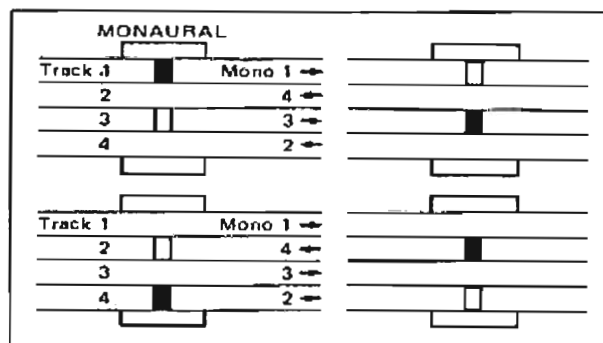 MONAURAL
Track 1 Mono 1 →
2 4 ←
3 3 →
4 2 ←
Track 1 Mono 1 →
2 4 ←
3 3 →
4 2 ←